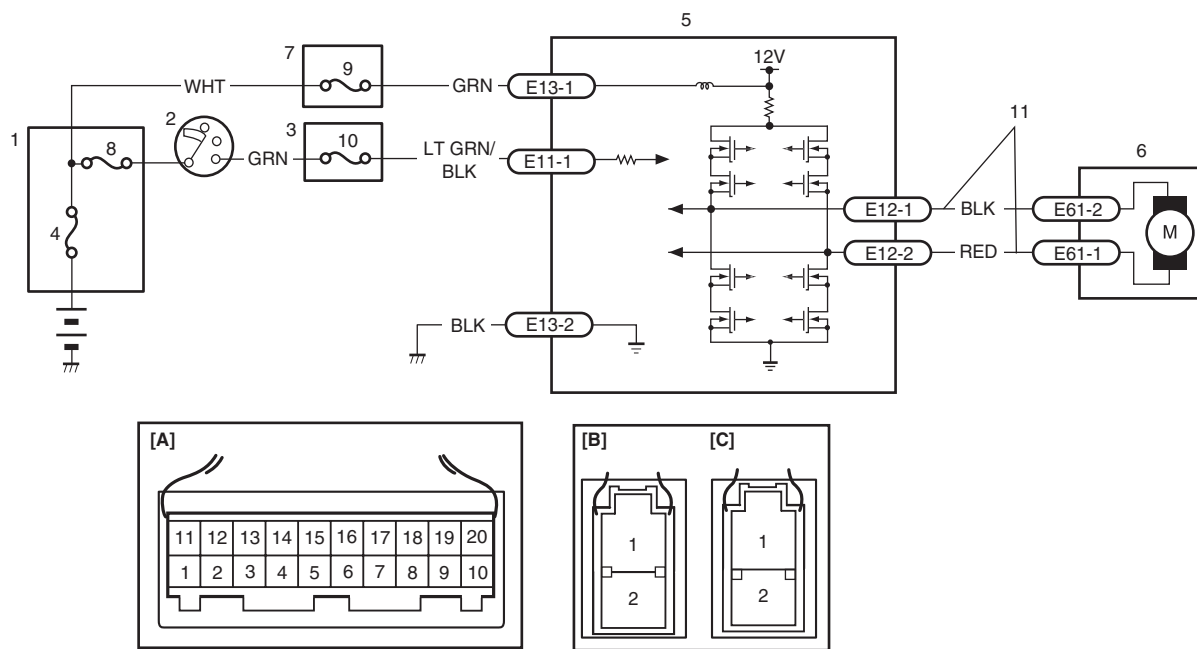 5
12V
7
9
WHT
GRN
E13-1
1
2
3
8
10
GRN
LT GRN/
BLK
E11-1
11
6
4
E12-1
BLK
E61-2
M
E12-2
RED
E61-1
BLK
E13-2
[A]
11 12 13 14 15 16 17 18 19 20
1 2 3 4 5 6 7 8 9 10
[B]
1
2
[C]
1
2